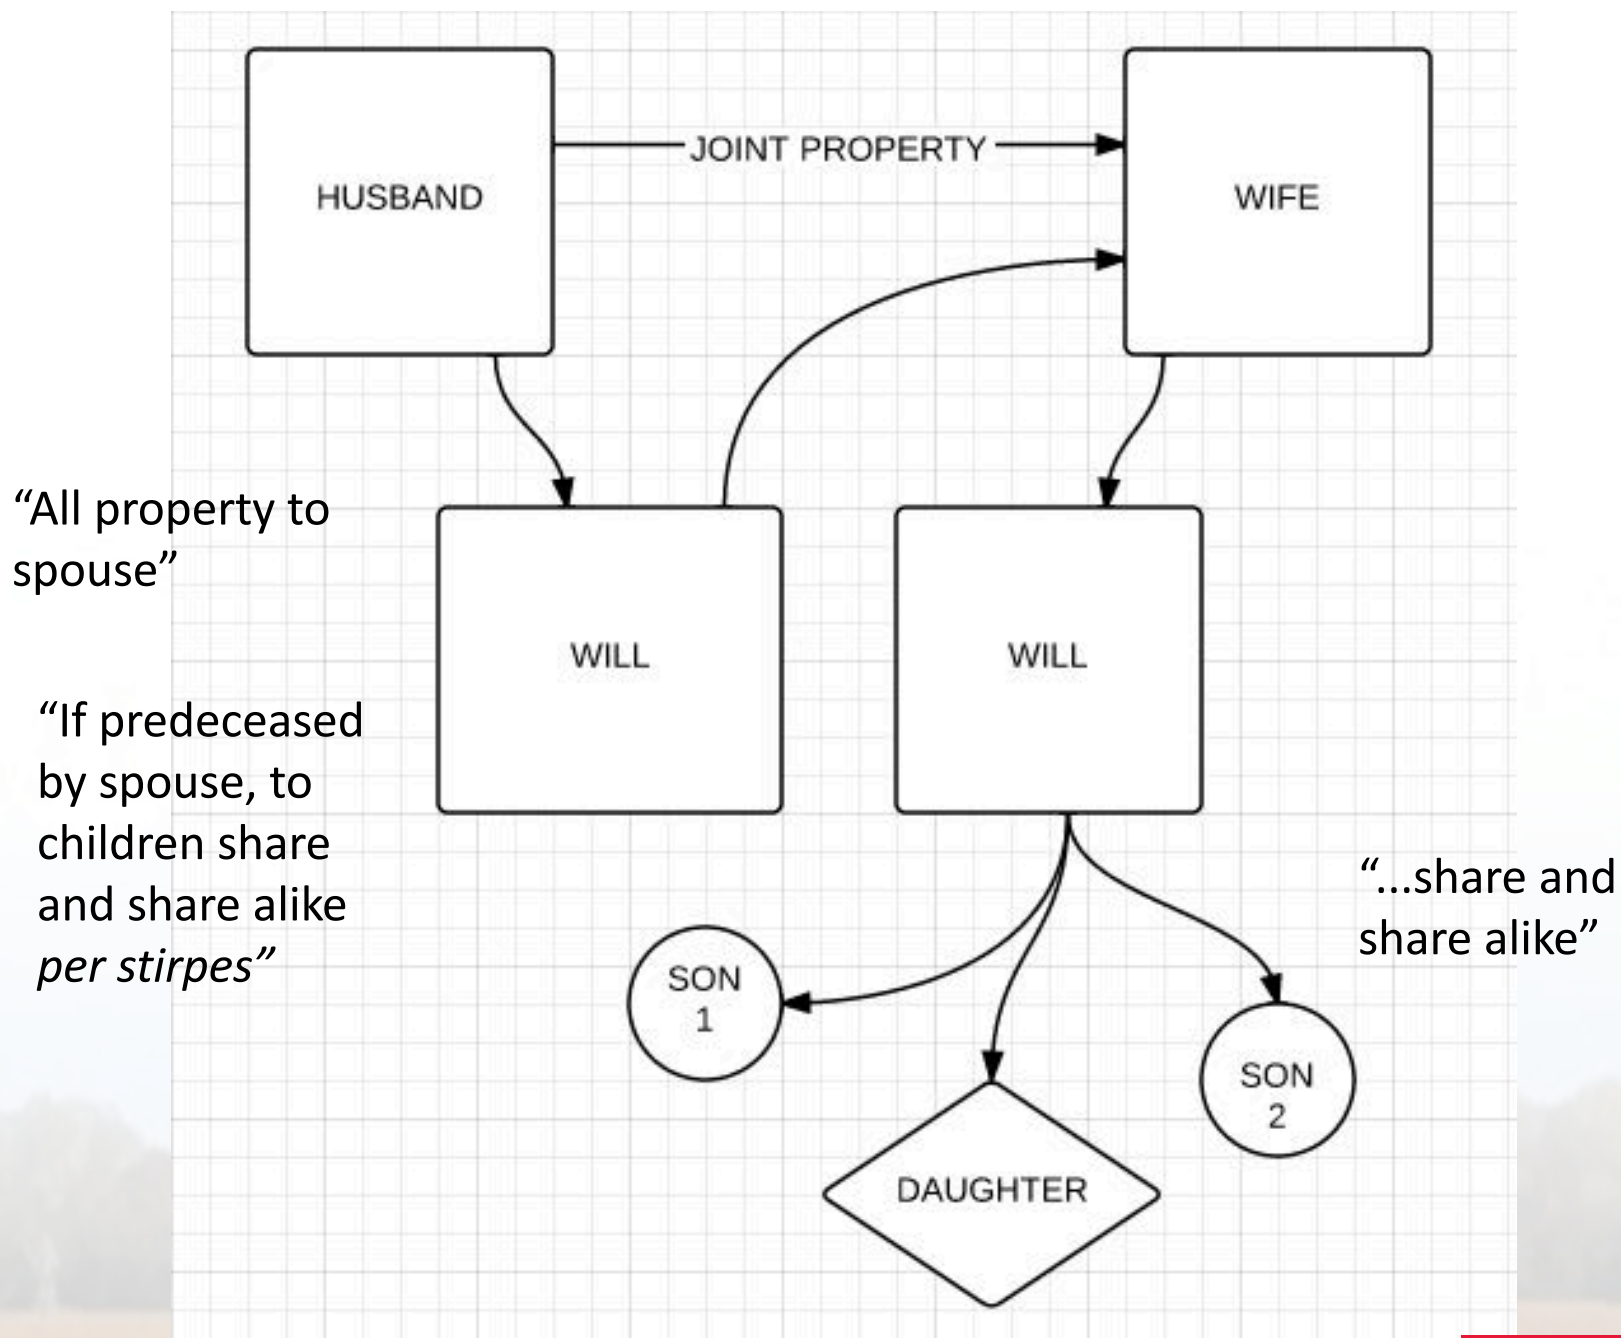 HUSBAND
JOINT PROPERTY
WIFE
“All property to
spouse”
WILL
WILL
“If predeceased
by spouse, to
children share
and share alike
per stirpes”
“...share and
share alike”
SON
1
DAUGHTER
SON
2